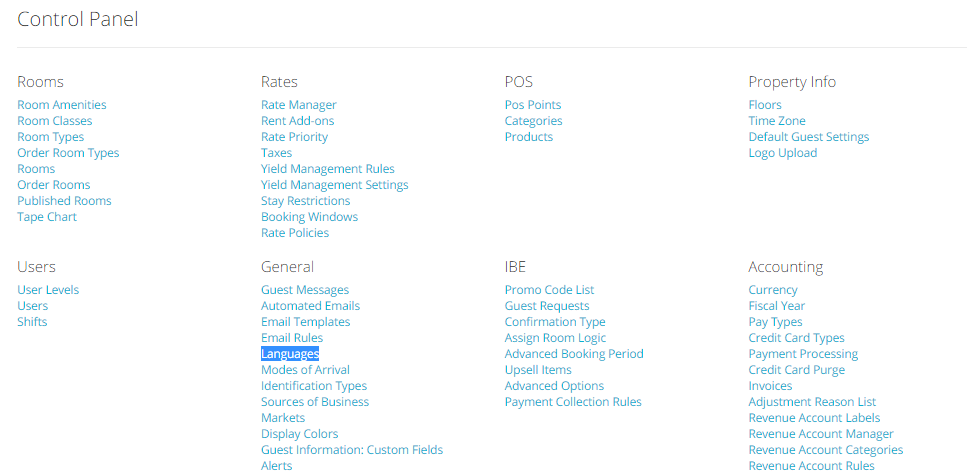 Control Panel
Rooms
Room Amenities
Room Classes
Room Types
Order Room Types
Rooms
Order Rooms
Published Rooms
Tape Chart
Rates
Rate Manager
Rent Add-ons
Rate Priority
Taxes
Yield Management Rules
Yield Management Settings
Stay Restrictions
Booking Windows
Rate Policies
POS
Pos Points
Categories
Products
Property Info
Floors
Time Zone
Default Guest Settings
Logo Upload
Users
User Levels
Users
Shifts
General
Guest Messages
Automated Emails
Email Templates
Email Rules
Languages
Modes of Arrival
Identification Types
Sources of Business
Markets
Display Colors
Guest Information: Custom Fields
Alerts
IBE
Promo Code List
Guest Requests
Confirmation Type
Assign Room Logic
Advanced Booking Period
Upsell Items
Advanced Options
Payment Collection Rules
Accounting
Currency
Fiscal Year
Pay Types
Credit Card Types
Payment Processing
Credit Card Purge
Invoices
Adjustment Reason List
Revenue Account Labels
Revenue Account Manager
Revenue Account Categories
Revenue Account Rules